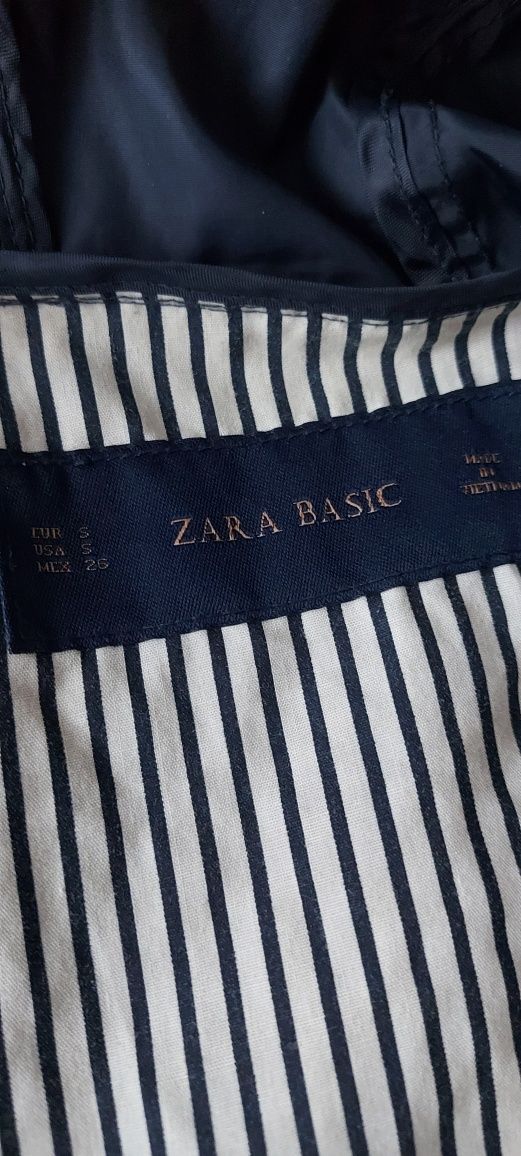 EUR S
USA S
MEX 26
ZARA BASIC
MADE
IN
VIETNAM